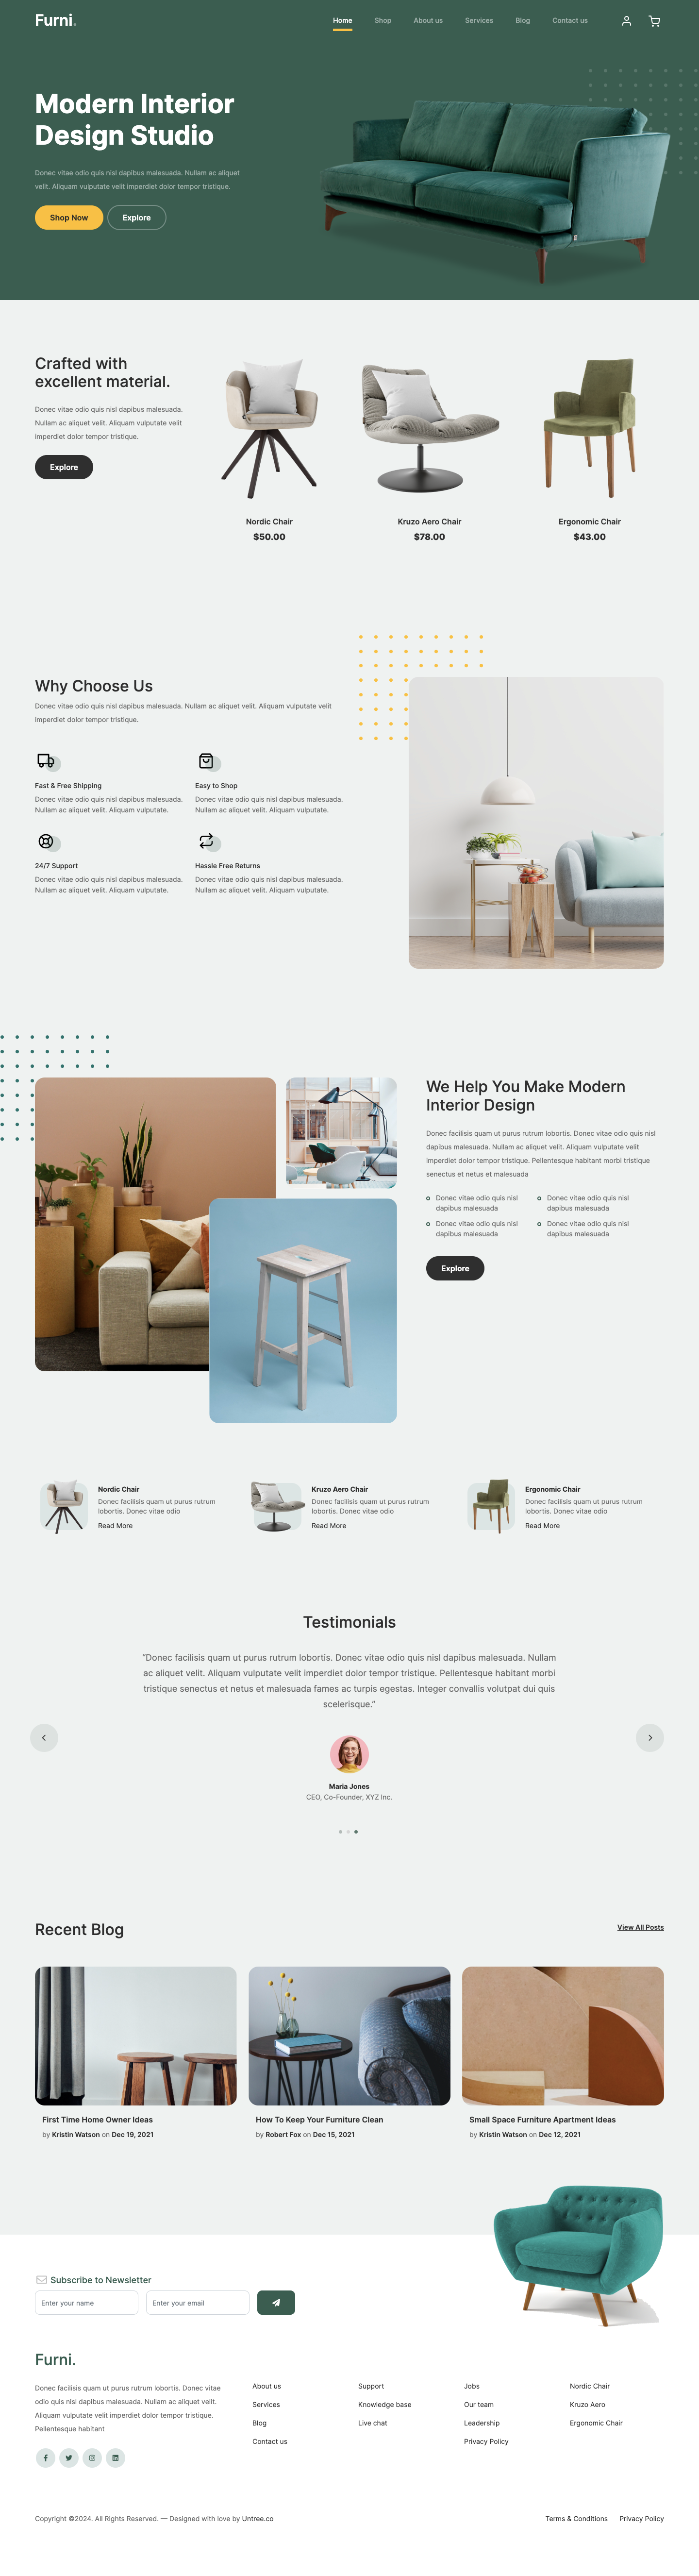 Furni.
Home Shop About us Services Blog Contact us
Modern Interior
Design Studio
Donec vitae odio quis nisl dapibus malesuada. Nullam ac aliquet
velit. Aliquam vulputate velit imperdiet dolor tempor tristique.
Shop Now Explore
Crafted with
excellent material.
Donec vitae odio quis nisl dapibus malesuada.
Nullam ac aliquet velit. Aliquam vulputate velit
imperdiet dolor tempor tristique.
Explore
Nordic Chair
$50.00
Kruzo Aero Chair
$78.00
Ergonomic Chair
$43.00
Why Choose Us
Donec vitae odio quis nisl dapibus malesuada. Nullam ac aliquet velit. Aliquam vulputate velit
imperdiet dolor tempor tristique.
Fast & Free Shipping
Donec vitae odio quis nisl dapibus malesuada.
Nullam ac aliquet velit. Aliquam vulputate.
Easy to Shop
Donec vitae odio quis nisl dapibus malesuada.
Nullam ac aliquet velit. Aliquam vulputate.
24/7 Support
Donec vitae odio quis nisl dapibus malesuada.
Nullam ac aliquet velit. Aliquam vulputate.
Hassle Free Returns
Donec vitae odio quis nisl dapibus malesuada.
Nullam ac aliquet velit. Aliquam vulputate.
We Help You Make Modern
Interior Design
Donec facilisis quam ut purus rutrum lobortis. Donec vitae odio quis nisl
dapibus malesuada. Nullam ac aliquet velit. Aliquam vulputate velit
imperdiet dolor tempor tristique. Pellentesque habitant morbi tristique
senectus et netus et malesuada
Donec vitae odio quis nisl
dapibus malesuada
Donec vitae odio quis nisl
dapibus malesuada
Donec vitae odio quis nisl
dapibus malesuada
Donec vitae odio quis nisl
dapibus malesuada
Explore
Nordic Chair
Donec facilisis quam ut purus rutrum
lobortis. Donec vitae odio
Read More
Kruzo Aero Chair
Donec facilisis quam ut purus rutrum
lobortis. Donec vitae odio
Read More
Ergonomic Chair
Donec facilisis quam ut purus rutrum
lobortis. Donec vitae odio
Read More
Testimonials
“Donec facilisis quam ut purus rutrum lobortis. Donec vitae odio quis nisl dapibus malesuada. Nullam
ac aliquet velit. Aliquam vulputate velit imperdiet dolor tempor tristique. Pellentesque habitant morbi
tristique senectus et netus et malesuada fames ac turpis egestas. Integer convallis volutpat dui quis
scelerisque.”
Maria Jones
CEO, Co-Founder, XYZ Inc.
Recent Blog
View All Posts
First Time Home Owner Ideas
by Kristin Watson on Dec 19, 2021
How To Keep Your Furniture Clean
by Robert Fox on Dec 15, 2021
Small Space Furniture Apartment Ideas
by Kristin Watson on Dec 12, 2021
Subscribe to Newsletter
Enter your name Enter your email
Furni.
Donec facilisis quam ut purus rutrum lobortis. Donec vitae
odio quis nisl dapibus malesuada. Nullam ac aliquet velit.
Aliquam vulputate velit imperdiet dolor tempor tristique.
Pellentesque habitant
About us
Services
Blog
Contact us
Support
Knowledge base
Live chat
Jobs
Our team
Leadership
Privacy Policy
Nordic Chair
Kruzo Aero
Ergonomic Chair
Copyright ©2024. All Rights Reserved. — Designed with love by Untree.co
Terms & Conditions Privacy Policy